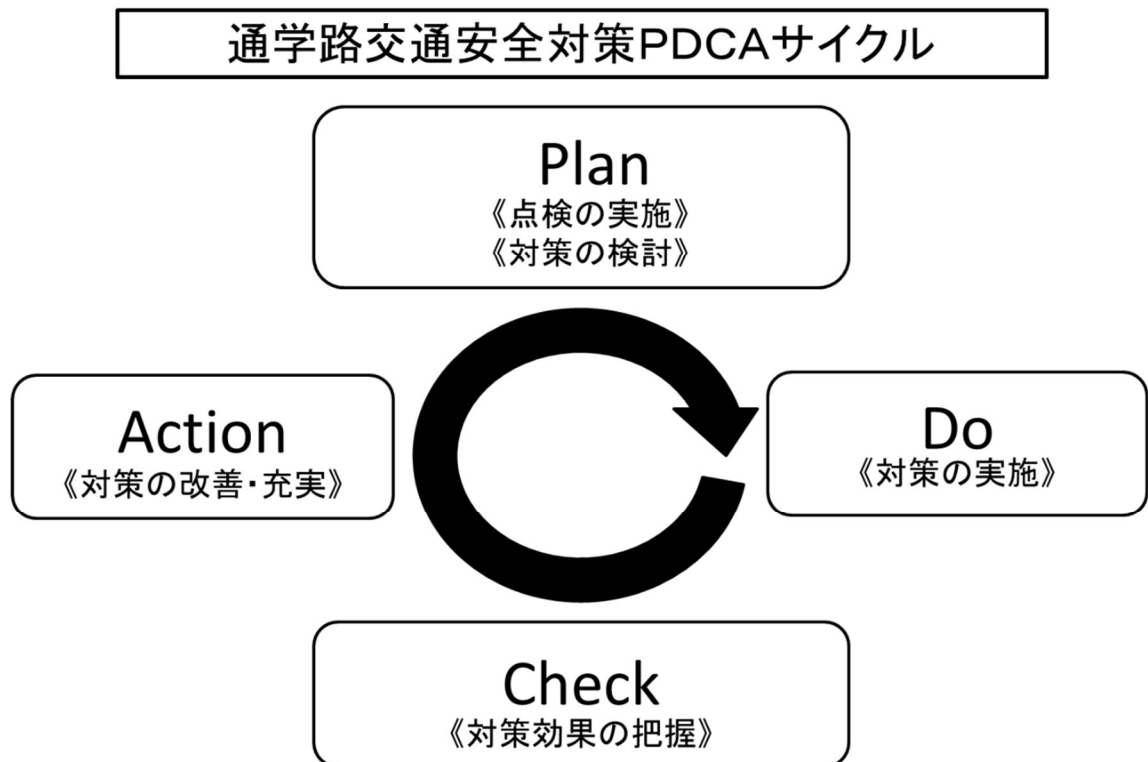 通学路交通安全対策PDCAサイクル
Plan
《点検の実施》
《対策の検討》
Action
《対策の改善・充実》
Do
《対策の実施》
Check
《対策効果の把握》